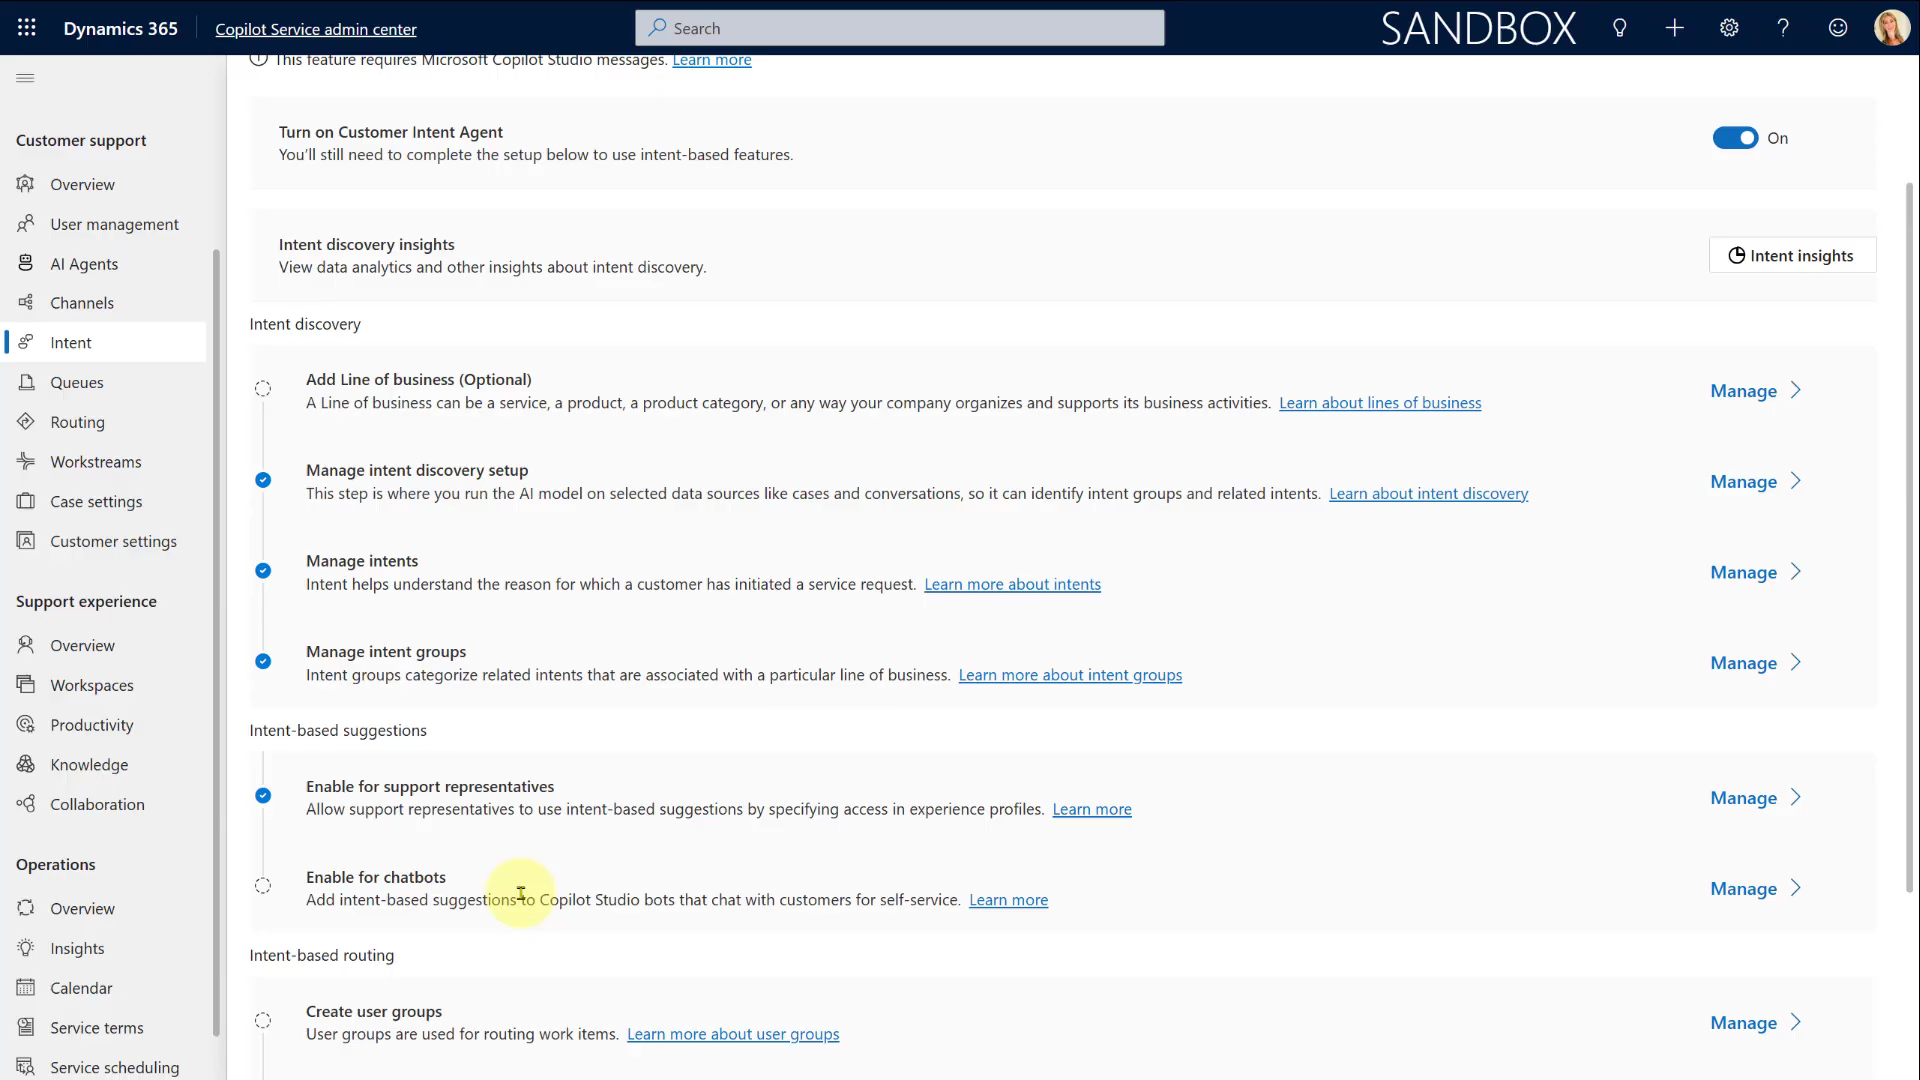 Dynamics 365
Copilot Service admin center
Search
SANDBOX
Customer support
Overview
User management
AI Agents
Channels
Intent
Queues
Routing
Workstreams
Case settings
Customer settings
Support experience
Overview
Workspaces
Productivity
Knowledge
Collaboration
Operations
Overview
Insights
Calendar
Service terms
Service scheduling
This feature requires Microsoft Copilot Studio messages. Learn more
Turn on Customer Intent Agent
You'll still need to complete the setup below to use intent-based features.
On
Intent discovery insights
View data analytics and other insights about intent discovery.
Intent insights
Intent discovery
Add Line of business (Optional)
A Line of business can be a service, a product, a product category, or any way your company organizes and supports its business activities. Learn about lines of business
Manage
Manage intent discovery setup
This step is where you run the AI model on selected data sources like cases and conversations, so it can identify intent groups and related intents. Learn about intent discovery
Manage
Manage intents
Intent helps understand the reason for which a customer has initiated a service request. Learn more about intents
Manage
Manage intent groups
Intent groups categorize related intents that are associated with a particular line of business. Learn more about intent groups
Manage
Intent-based suggestions
Enable for support representatives
Allow support representatives to use intent-based suggestions by specifying access in experience profiles. Learn more
Manage
Enable for chatbots
Add intent-based suggestions to Copilot Studio bots that chat with customers for self-service. Learn more
Manage
Intent-based routing
Create user groups
User groups are used for routing work items. Learn more about user groups
Manage